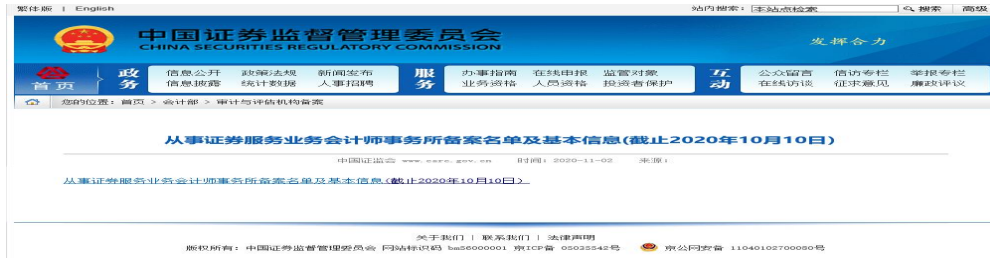 繁体版 | English 站内搜索: 本站点检索 搜索 高级
中国证券监督管理委员会
CHINA SECURITIES REGULATORY COMMISSION
发挥合力
首页 政务 信息公开 政策法规 新闻发布 服务 办事指南 在线申报 监管对象 互动 公众留言 信访专栏 举报专栏
信息披露 统计数据 人事招聘 业务资格 人员资格 投资者保护 在线访谈 征求意见 廉政评议
您的位置: 首页 > 会计部 > 审计与评估机构备案
从事证券服务业务会计师事务所备案名单及基本信息(截止2020年10月10日)
中国证监会 www.csrc.gov.cn 时间: 2020-11-02 来源:
从事证券服务业务会计师事务所备案名单及基本信息(截止2020年10月10日)
关于我们 | 联系我们 | 法律声明
版权所有: 中国证券监督管理委员会 网站标识码 bm56000001 京ICP备 05035542号 京公网安备 11040102700080号